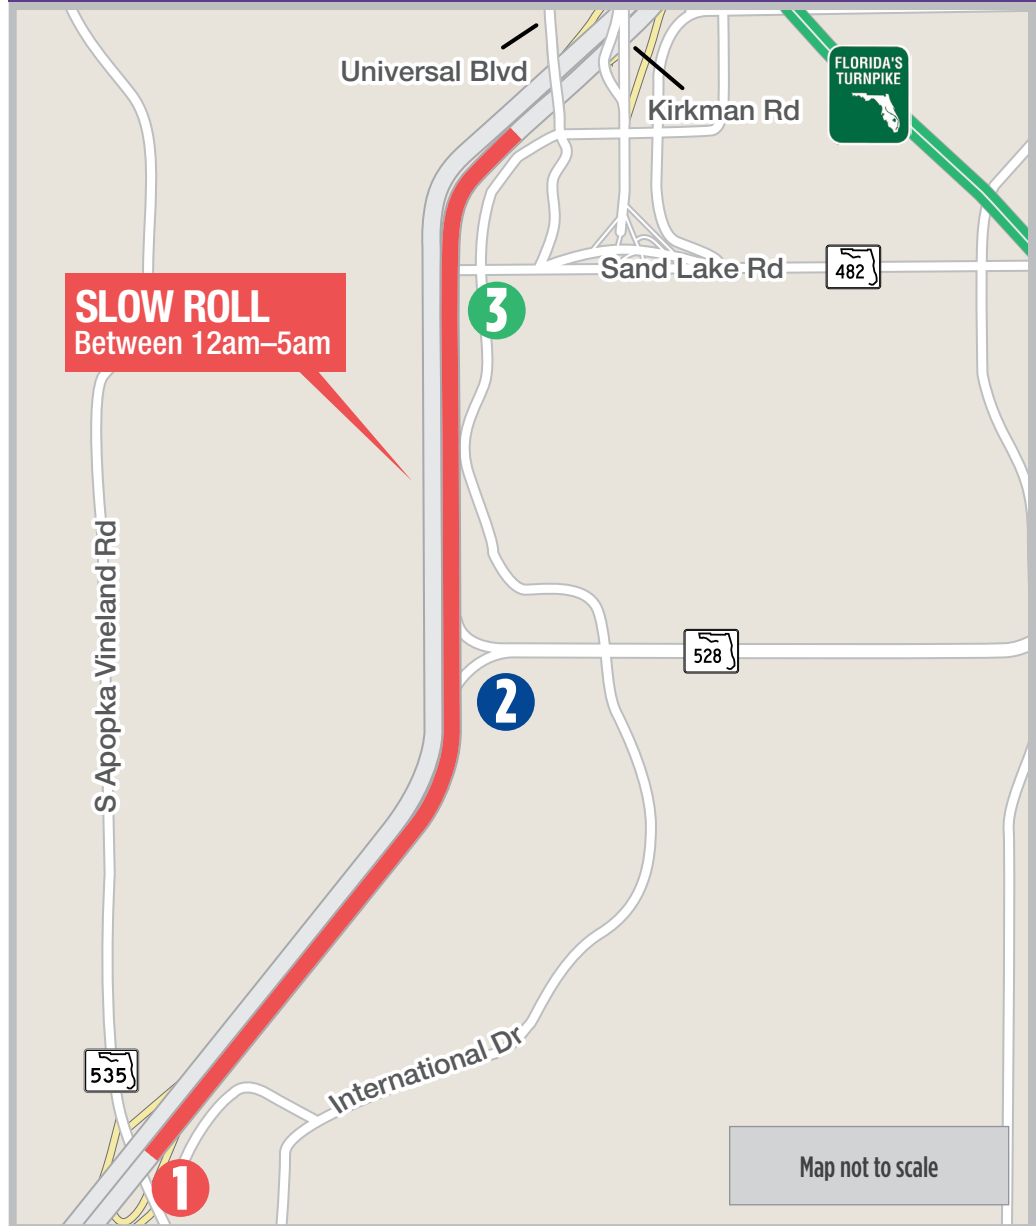 Universal Blvd
FLORIDA'S
TURNPIKE
Kirkman Rd
Sand Lake Rd
482
SLOW ROLL
Between 12am–5am
3
S Apopka Vineland Rd
528
2
International Dr
535
1
Map not to scale